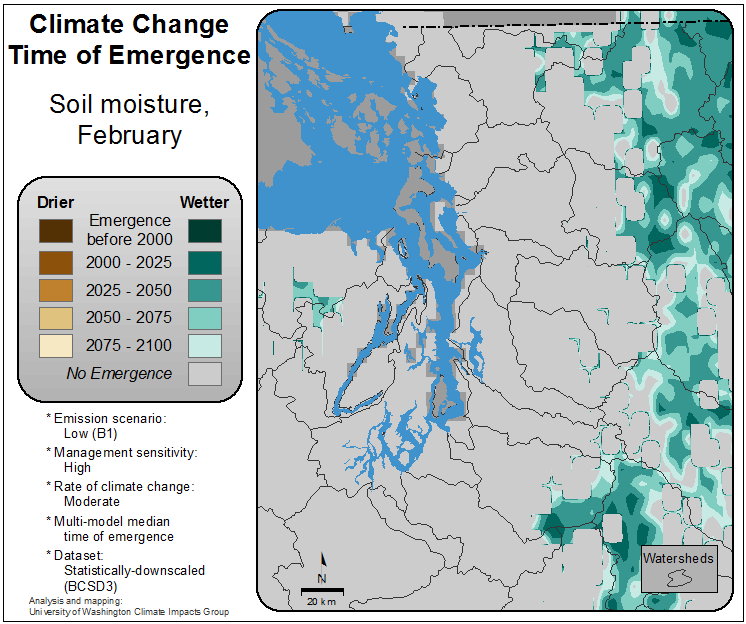 Climate Change
Time of Emergence
Soil moisture,
February
Drier
Wetter
Emergence
before 2000
2000 - 2025
2025 - 2050
2050 - 2075
2075 - 2100
No Emergence
* Emission scenario:
Low (B1)
* Management sensitivity:
High
* Rate of climate change:
Moderate
* Multi-model median
time of emergence
* Dataset:
Statistically-downscaled
(BCSD3)
Analysis and mapping:
University of Washington Climate Impacts Group
N
20 km
Watersheds